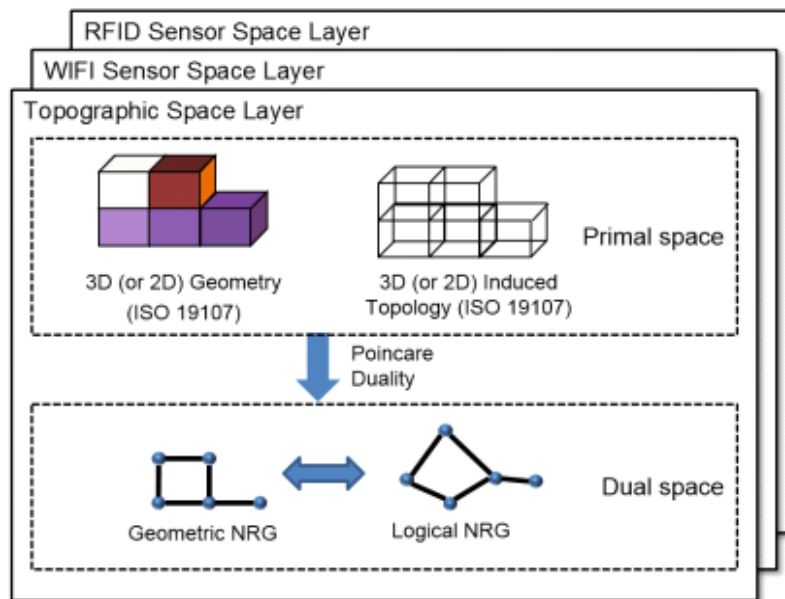 RFID Sensor Space Layer
WIFI Sensor Space Layer
Topographic Space Layer
3D (or 2D) Geometry
(ISO 19107)
3D (or 2D) Induced
Topology (ISO 19107)
Primal space
Poincare
Duality
Geometric NRG
Logical NRG
Dual space